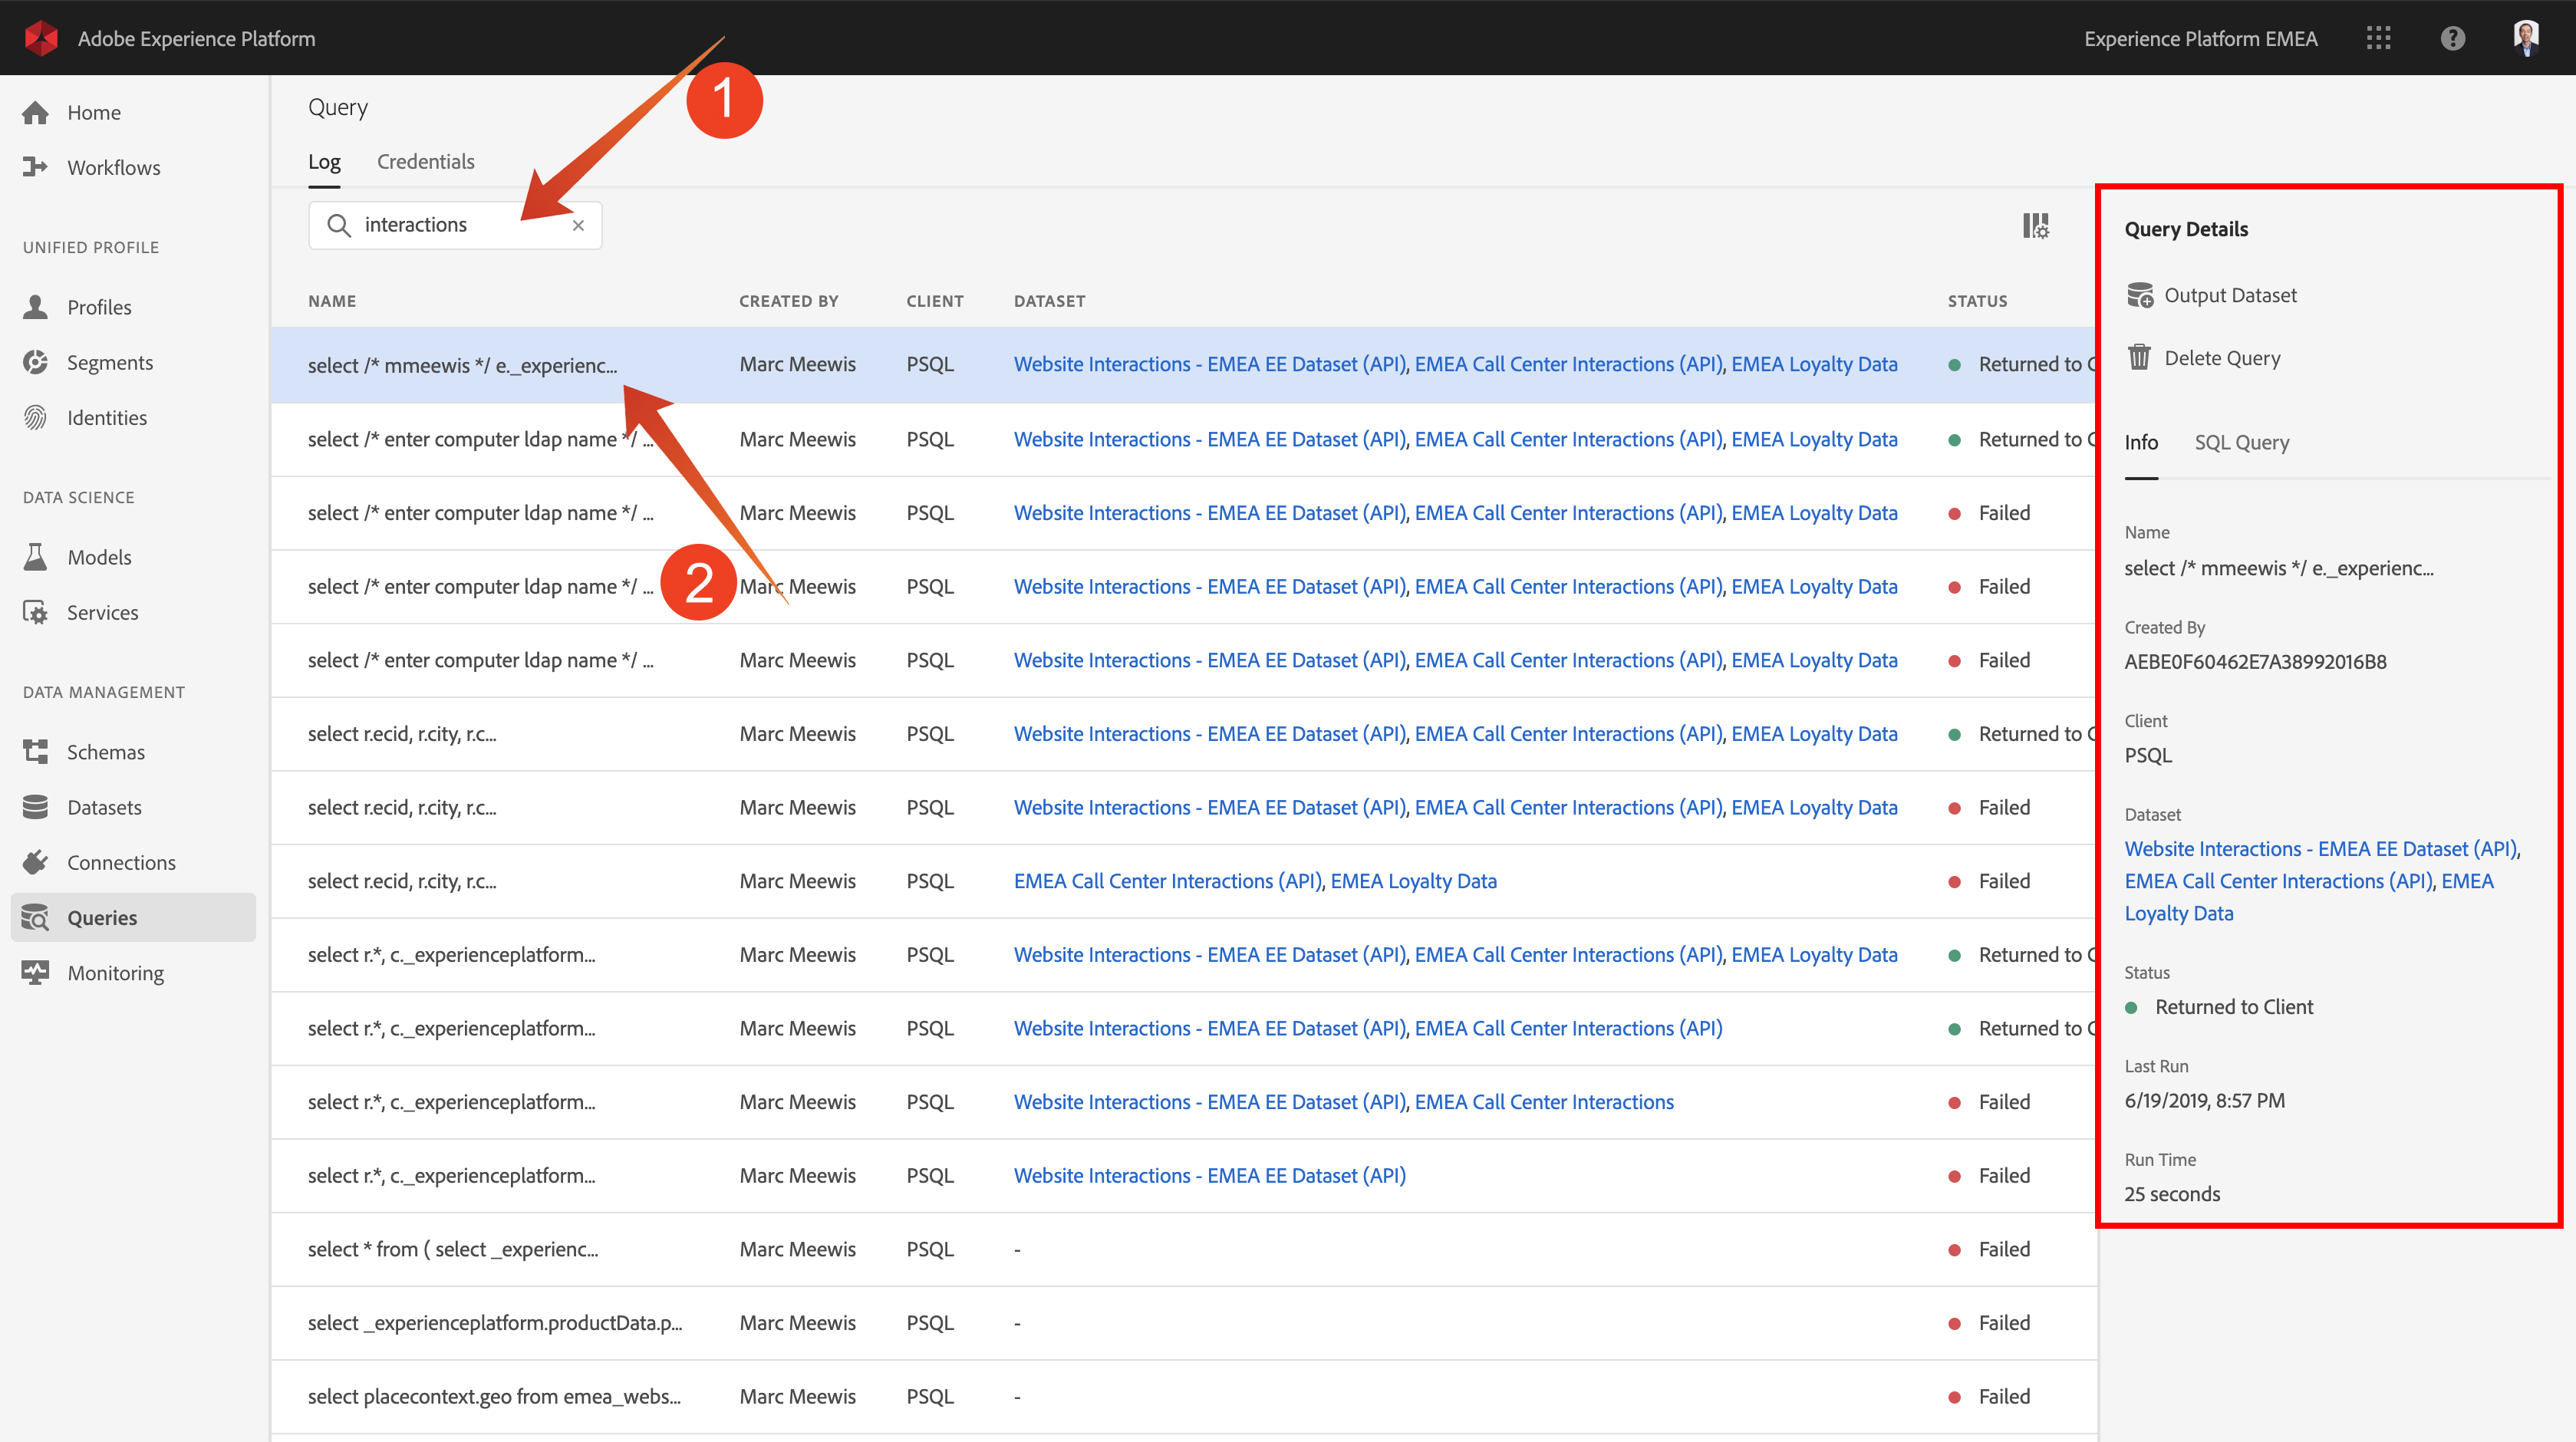 Adobe Experience Platform
Experience Platform EMEA
?
Home
Workflows
UNIFIED PROFILE
Profiles
Segments
Identities
DATA SCIENCE
Models
Services
DATA MANAGEMENT
Schemas
Datasets
Connections
Queries
Monitoring
Query
1
Log Credentials
interactions ×
NAME CREATED BY CLIENT DATASET STATUS
select /* mmeewis */ e._experienc... Marc Meewis PSQL Website Interactions - EMEA EE Dataset (API), EMEA Call Center Interactions (API), EMEA Loyalty Data Returned to C
select /* enter computer ldap name */ ... Marc Meewis PSQL Website Interactions - EMEA EE Dataset (API), EMEA Call Center Interactions (API), EMEA Loyalty Data Returned to C
select /* enter computer ldap name */ ... Marc Meewis PSQL Website Interactions - EMEA EE Dataset (API), EMEA Call Center Interactions (API), EMEA Loyalty Data Failed
select /* enter computer ldap name */ ... 2 Marc Meewis PSQL Website Interactions - EMEA EE Dataset (API), EMEA Call Center Interactions (API), EMEA Loyalty Data Failed
select /* enter computer ldap name */ ... Marc Meewis PSQL Website Interactions - EMEA EE Dataset (API), EMEA Call Center Interactions (API), EMEA Loyalty Data Failed
select r.ecid, r.city, r.c... Marc Meewis PSQL Website Interactions - EMEA EE Dataset (API), EMEA Call Center Interactions (API), EMEA Loyalty Data Returned to C
select r.ecid, r.city, r.c... Marc Meewis PSQL Website Interactions - EMEA EE Dataset (API), EMEA Call Center Interactions (API), EMEA Loyalty Data Failed
select r.ecid, r.city, r.c... Marc Meewis PSQL EMEA Call Center Interactions (API), EMEA Loyalty Data Failed
select r.*, c._experienceplatform... Marc Meewis PSQL Website Interactions - EMEA EE Dataset (API), EMEA Call Center Interactions (API), EMEA Loyalty Data Returned to C
select r.*, c._experienceplatform... Marc Meewis PSQL Website Interactions - EMEA EE Dataset (API), EMEA Call Center Interactions (API) Returned to C
select r.*, c._experienceplatform... Marc Meewis PSQL Website Interactions - EMEA EE Dataset (API), EMEA Call Center Interactions Failed
select r.*, c._experienceplatform... Marc Meewis PSQL Website Interactions - EMEA EE Dataset (API) Failed
select * from ( select _experienc... Marc Meewis PSQL - Failed
select _experienceplatform.productData.p... Marc Meewis PSQL - Failed
select placecontext.geo from emea_webs... Marc Meewis PSQL - Failed
Query Details
Output Dataset
Delete Query
Info SQL Query
Name
select /* mmeewis */ e._experienc...
Created By
AEBE0F60462E7A38992016B8
Client
PSQL
Dataset
Website Interactions - EMEA EE Dataset (API),
EMEA Call Center Interactions (API), EMEA
Loyalty Data
Status
Returned to Client
Last Run
6/19/2019, 8:57 PM
Run Time
25 seconds